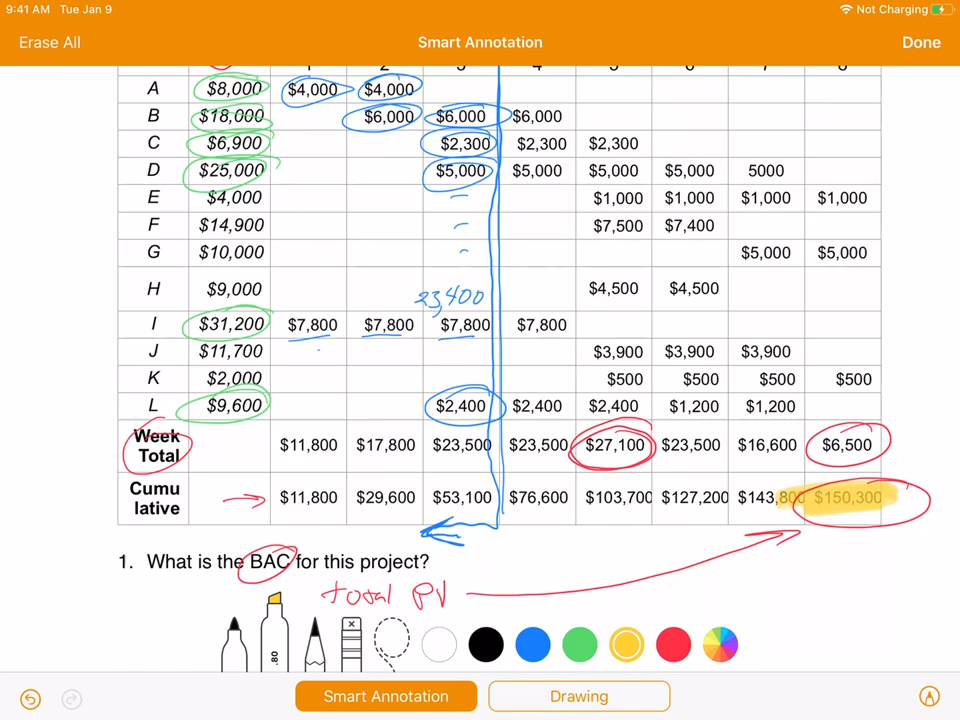 9:41 AM Tue Jan 9 Not Charging
Erase All Smart Annotation Done
A $8,000 $4,000 $4,000
B $18,000 $6,000 $6,000 $6,000
C $6,900 $2,300 $2,300 $2,300
D $25,000 $5,000 $5,000 $5,000 $5,000 5000
E $4,000 $1,000 $1,000 $1,000 $1,000
F $14,900 $7,500 $7,400
G $10,000 $5,000 $5,000
H $9,000 $4,500 $4,500
23,400
I $31,200 $7,800 $7,800 $7,800 $7,800
J $11,700 $3,900 $3,900 $3,900
K $2,000 $500 $500 $500 $500
L $9,600 $2,400 $2,400 $2,400 $1,200 $1,200
Week
Total $11,800 $17,800 $23,500 $23,500 $27,100 $23,500 $16,600 $6,500
Cumu
lative $11,800 $29,600 $53,100 $76,600 $103,700 $127,200 $143,800 $150,300
1. What is the BAC for this project?
total PV
.80
Smart Annotation Drawing